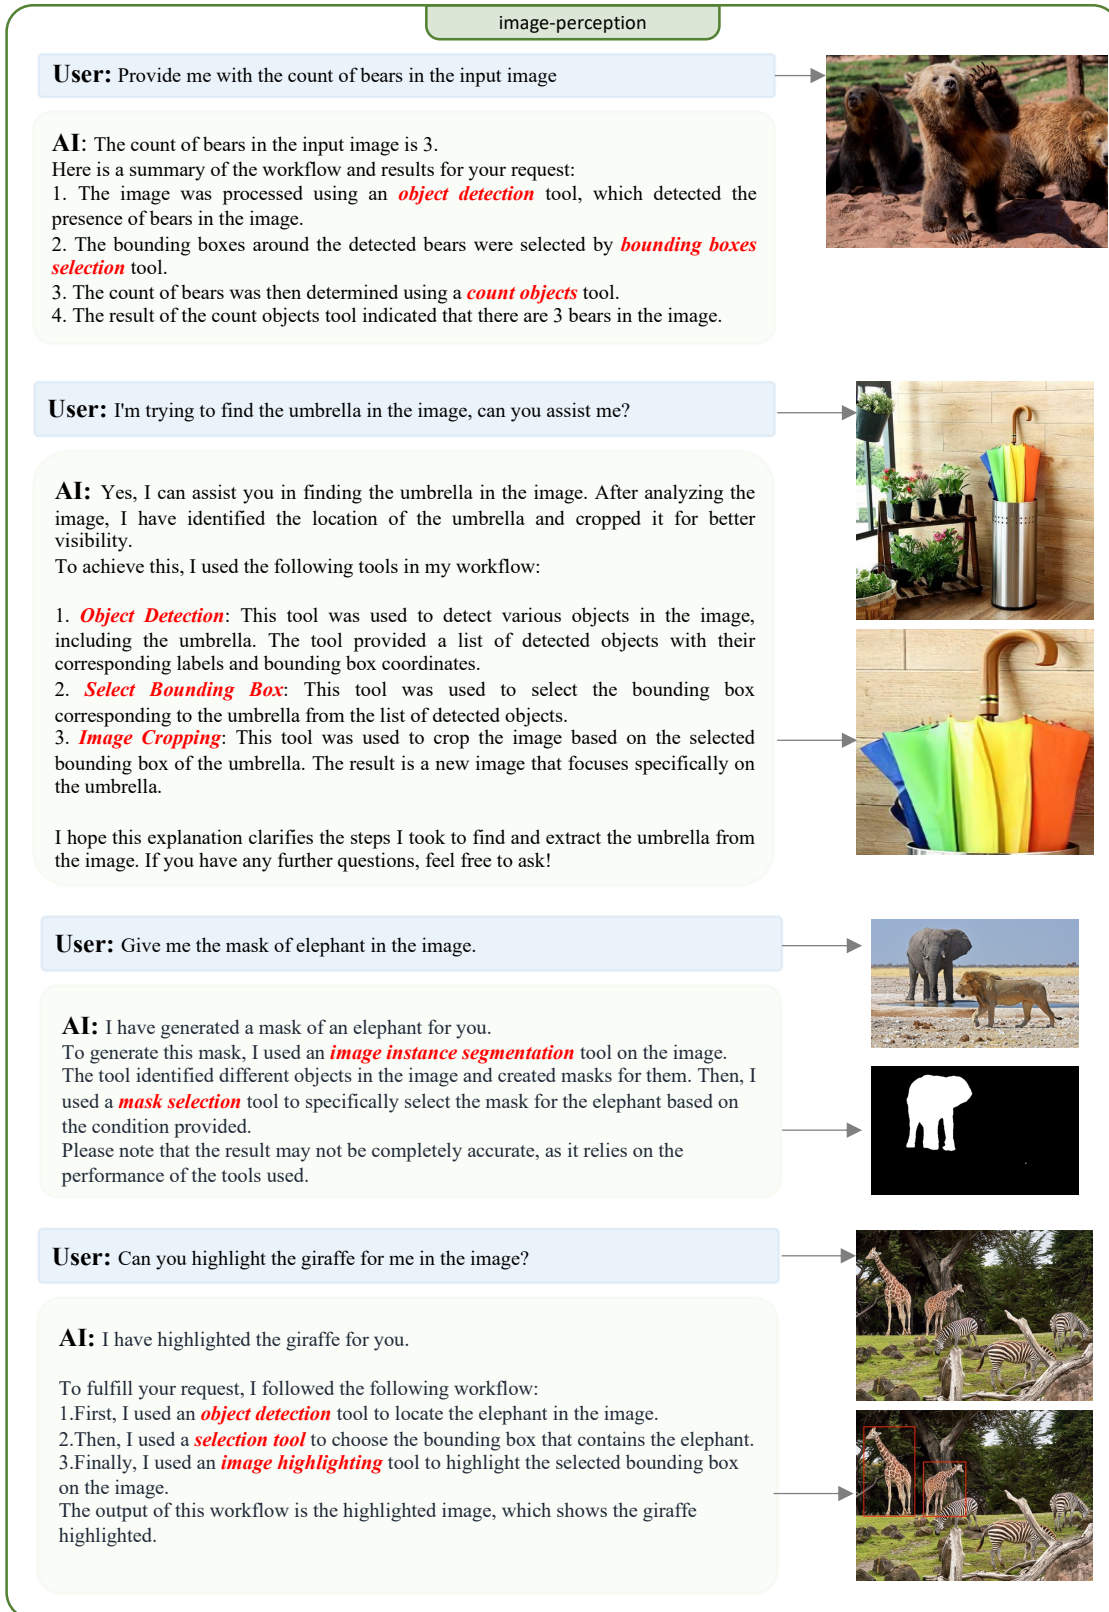 image-perception
User: Provide me with the count of bears in the input image
AI: The count of bears in the input image is 3.
Here is a summary of the workflow and results for your request:
1. The image was processed using an object detection tool, which detected the
presence of bears in the image.
2. The bounding boxes around the detected bears were selected by bounding boxes
selection tool.
3. The count of bears was then determined using a count objects tool.
4. The result of the count objects tool indicated that there are 3 bears in the image.
User: I'm trying to find the umbrella in the image, can you assist me?
AI: Yes, I can assist you in finding the umbrella in the image. After analyzing the
image, I have identified the location of the umbrella and cropped it for better
visibility.
To achieve this, I used the following tools in my workflow:
1. Object Detection: This tool was used to detect various objects in the image,
including the umbrella. The tool provided a list of detected objects with their
corresponding labels and bounding box coordinates.
2. Select Bounding Box: This tool was used to select the bounding box
corresponding to the umbrella from the list of detected objects.
3. Image Cropping: This tool was used to crop the image based on the selected
bounding box of the umbrella. The result is a new image that focuses specifically on
the umbrella.
I hope this explanation clarifies the steps I took to find and extract the umbrella from
the image. If you have any further questions, feel free to ask!
User: Give me the mask of elephant in the image.
AI: I have generated a mask of an elephant for you.
To generate this mask, I used an image instance segmentation tool on the image.
The tool identified different objects in the image and created masks for them. Then, I
used a mask selection tool to specifically select the mask for the elephant based on
the condition provided.
Please note that the result may not be completely accurate, as it relies on the
performance of the tools used.
User: Can you highlight the giraffe for me in the image?
AI: I have highlighted the giraffe for you.
To fulfill your request, I followed the following workflow:
1.First, I used an object detection tool to locate the elephant in the image.
2.Then, I used a selection tool to choose the bounding box that contains the elephant.
3.Finally, I used an image highlighting tool to highlight the selected bounding box
on the image.
The output of this workflow is the highlighted image, which shows the giraffe
highlighted.